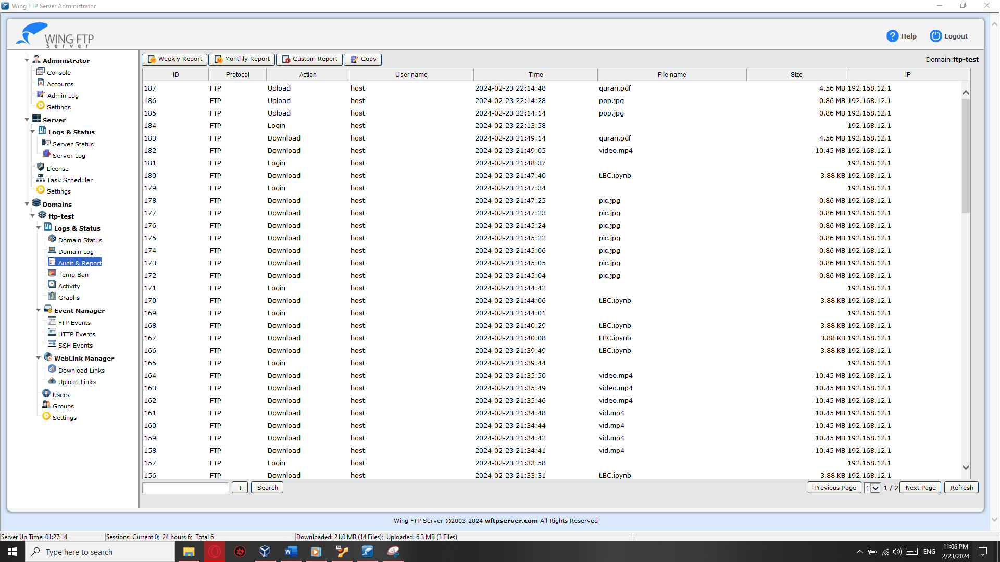 Wing FTP Server Administrator
WING FTP
Server
Help
Logout
Administrator
Console
Accounts
Admin Log
Settings
Server
Logs & Status
Server Status
Server Log
License
Task Scheduler
Settings
Domains
ftp-test
Logs & Status
Domain Status
Domain Log
Audit & Report
Temp Ban
Activity
Graphs
Event Manager
FTP Events
HTTP Events
SSH Events
WebLink Manager
Download Links
Upload Links
Users
Groups
Settings
Weekly Report Monthly Report Custom Report Copy
Domain:ftp-test
ID Protocol Action User name Time File name Size IP
187 FTP Upload host 2024-02-23 22:14:48 quran.pdf 4.56 MB 192.168.12.1
186 FTP Upload host 2024-02-23 22:14:28 pop.jpg 0.86 MB 192.168.12.1
185 FTP Upload host 2024-02-23 22:14:14 pop.jpg 0.86 MB 192.168.12.1
184 FTP Login host 2024-02-23 22:13:58 192.168.12.1
183 FTP Download host 2024-02-23 21:49:14 quran.pdf 4.56 MB 192.168.12.1
182 FTP Download host 2024-02-23 21:49:05 video.mp4 10.45 MB 192.168.12.1
181 FTP Login host 2024-02-23 21:48:37 192.168.12.1
180 FTP Download host 2024-02-23 21:47:40 LBC.ipynb 3.88 KB 192.168.12.1
179 FTP Login host 2024-02-23 21:47:34 192.168.12.1
178 FTP Download host 2024-02-23 21:47:25 pic.jpg 0.86 MB 192.168.12.1
177 FTP Download host 2024-02-23 21:47:23 pic.jpg 0.86 MB 192.168.12.1
176 FTP Download host 2024-02-23 21:45:24 pic.jpg 0.86 MB 192.168.12.1
175 FTP Download host 2024-02-23 21:45:22 pic.jpg 0.86 MB 192.168.12.1
174 FTP Download host 2024-02-23 21:45:06 pic.jpg 0.86 MB 192.168.12.1
173 FTP Download host 2024-02-23 21:45:05 pic.jpg 0.86 MB 192.168.12.1
172 FTP Download host 2024-02-23 21:45:04 pic.jpg 0.86 MB 192.168.12.1
171 FTP Login host 2024-02-23 21:44:42 192.168.12.1
170 FTP Download host 2024-02-23 21:44:06 LBC.ipynb 3.88 KB 192.168.12.1
169 FTP Login host 2024-02-23 21:44:01 192.168.12.1
168 FTP Download host 2024-02-23 21:40:29 LBC.ipynb 3.88 KB 192.168.12.1
167 FTP Download host 2024-02-23 21:40:08 LBC.ipynb 3.88 KB 192.168.12.1
166 FTP Download host 2024-02-23 21:39:49 LBC.ipynb 3.88 KB 192.168.12.1
165 FTP Login host 2024-02-23 21:39:44 192.168.12.1
164 FTP Download host 2024-02-23 21:35:50 video.mp4 10.45 MB 192.168.12.1
163 FTP Download host 2024-02-23 21:35:49 video.mp4 10.45 MB 192.168.12.1
162 FTP Download host 2024-02-23 21:35:46 video.mp4 10.45 MB 192.168.12.1
161 FTP Download host 2024-02-23 21:34:48 vid.mp4 10.45 MB 192.168.12.1
160 FTP Download host 2024-02-23 21:34:44 vid.mp4 10.45 MB 192.168.12.1
159 FTP Download host 2024-02-23 21:34:42 vid.mp4 10.45 MB 192.168.12.1
158 FTP Download host 2024-02-23 21:34:41 vid.mp4 10.45 MB 192.168.12.1
157 FTP Login host 2024-02-23 21:33:58 192.168.12.1
156 FTP Download host 2024-02-23 21:33:31 LBC.ipynb 3.88 KB 192.168.12.1
+ Search Previous Page 1 1 / 2 Next Page Refresh
Wing FTP Server ©2003-2024 wftpserver.com All Rights Reserved
Server Up Time: 01:27:14 Sessions: Current 0; 24 hours 6; Total 6 Downloaded: 21.0 MB (14 Files); Uploaded: 6.3 MB (3 Files)
Type here to search
ENG
11:06 PM
2/23/2024